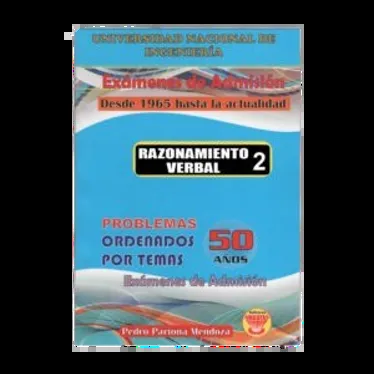 UNIVERSIDAD NACIONAL DE
INGENIERÍA
Exámenes de Admisión
Desde 1965 hasta la actualidad
RAZONAMIENTO
VERBAL 2
PROBLEMAS
ORDENADOS
POR TEMAS
50
AÑOS
Exámenes de Admisión
Pedro Pariona Mendoza